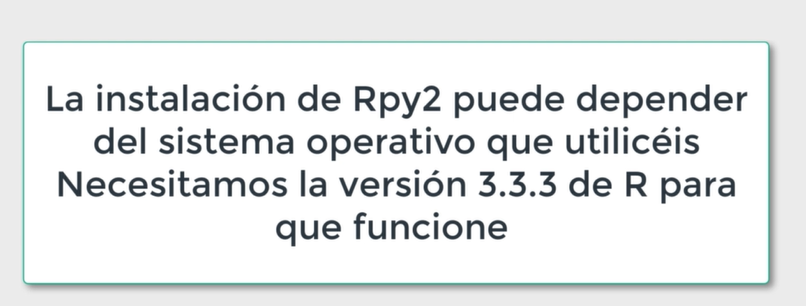 La instalación de Rpy2 puede depender
del sistema operativo que utilicéis
Necesitamos la versión 3.3.3 de R para
que funcione